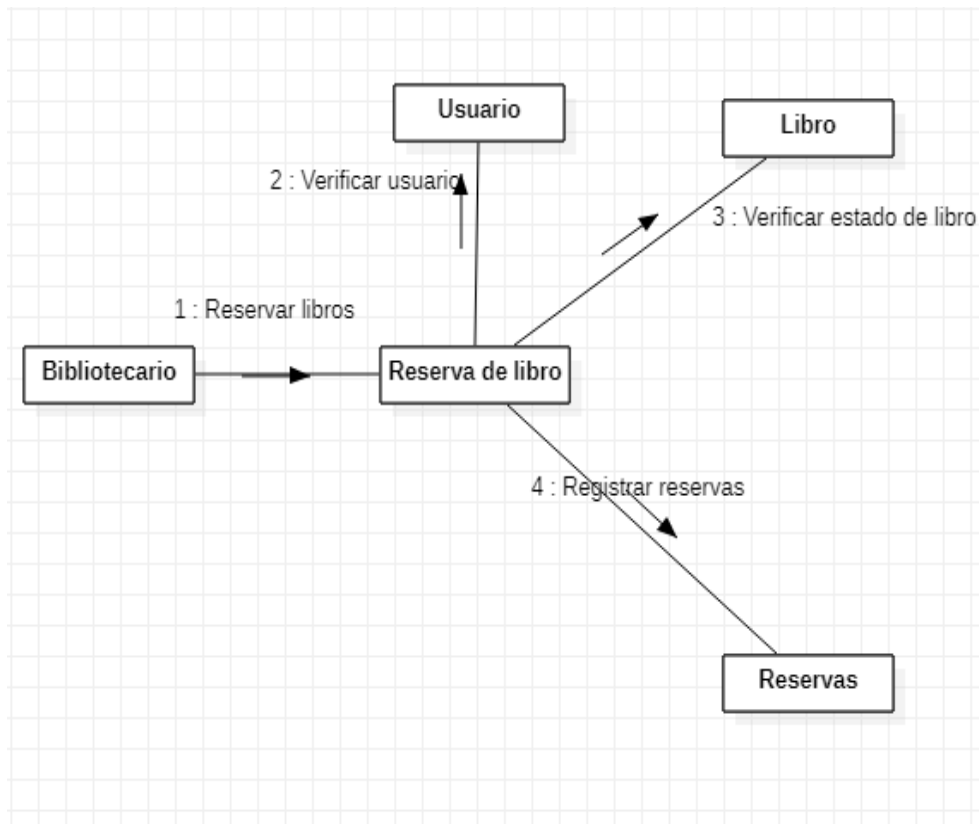 Usuario
Libro
2 : Verificar usuario
3 : Verificar estado de libro
1 : Reservar libros
Bibliotecario
Reserva de libro
4 : Registrar reservas
Reservas